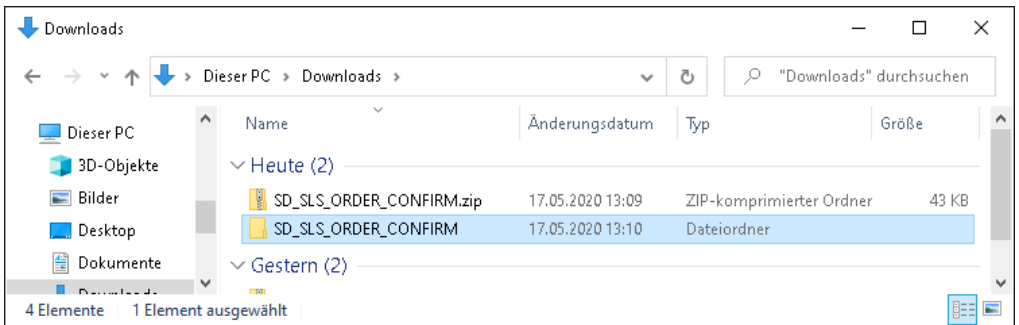 Downloads
Dieser PC > Downloads > "Downloads" durchsuchen
Name Änderungsdatum Typ Größe
Dieser PC
3D-Objekte
Bilder
Desktop
Dokumente
Heute (2)
SD_SLS_ORDER_CONFIRM.zip 17.05.2020 13:09 ZIP-komprimierter Ordner 43 KB
SD_SLS_ORDER_CONFIRM 17.05.2020 13:10 Dateiordner
Gestern (2)
4 Elemente 1 Element ausgewählt